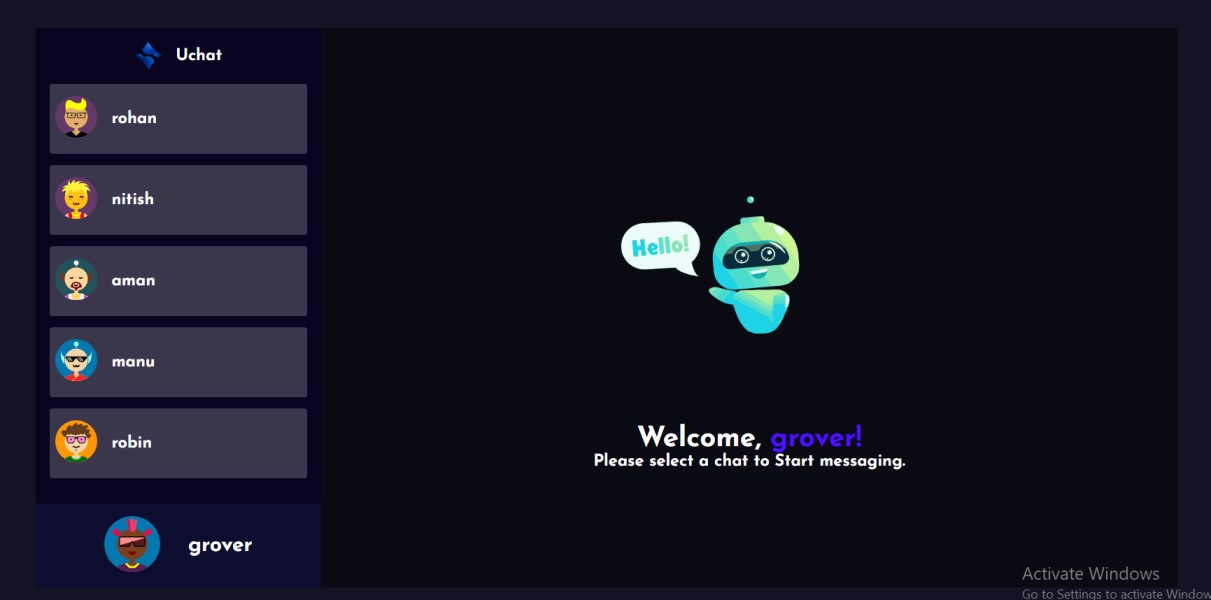 Uchat
rohan
nitish
aman
manu
robin
grover
Hello!
Welcome, grover!
Please select a chat to Start messaging.
Activate Windows
Go to Settings to activate Window